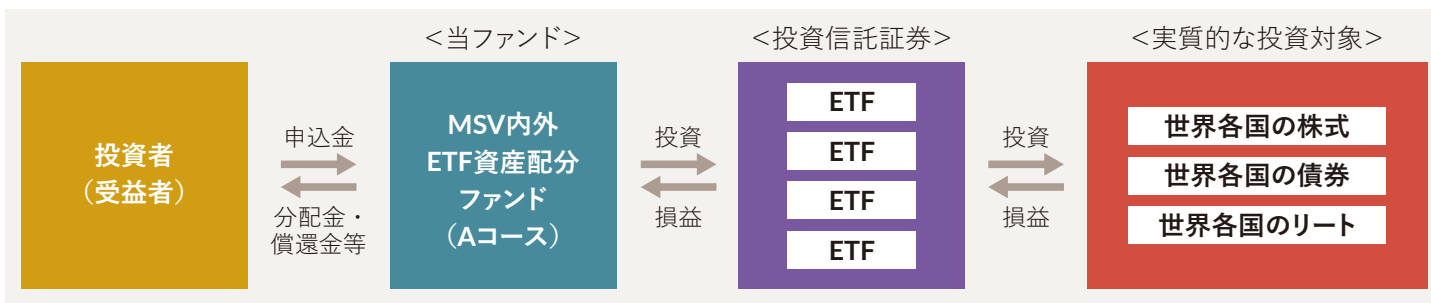 <当ファンド>
<投資信託証券>
<実質的な投資対象>
投資者
（受益者）
申込金
分配金・
償還金等
MSV内外
ETF資産配分
ファンド
（Aコース）
投資
損益
ETF
ETF
ETF
ETF
投資
損益
世界各国の株式
世界各国の債券
世界各国のリート